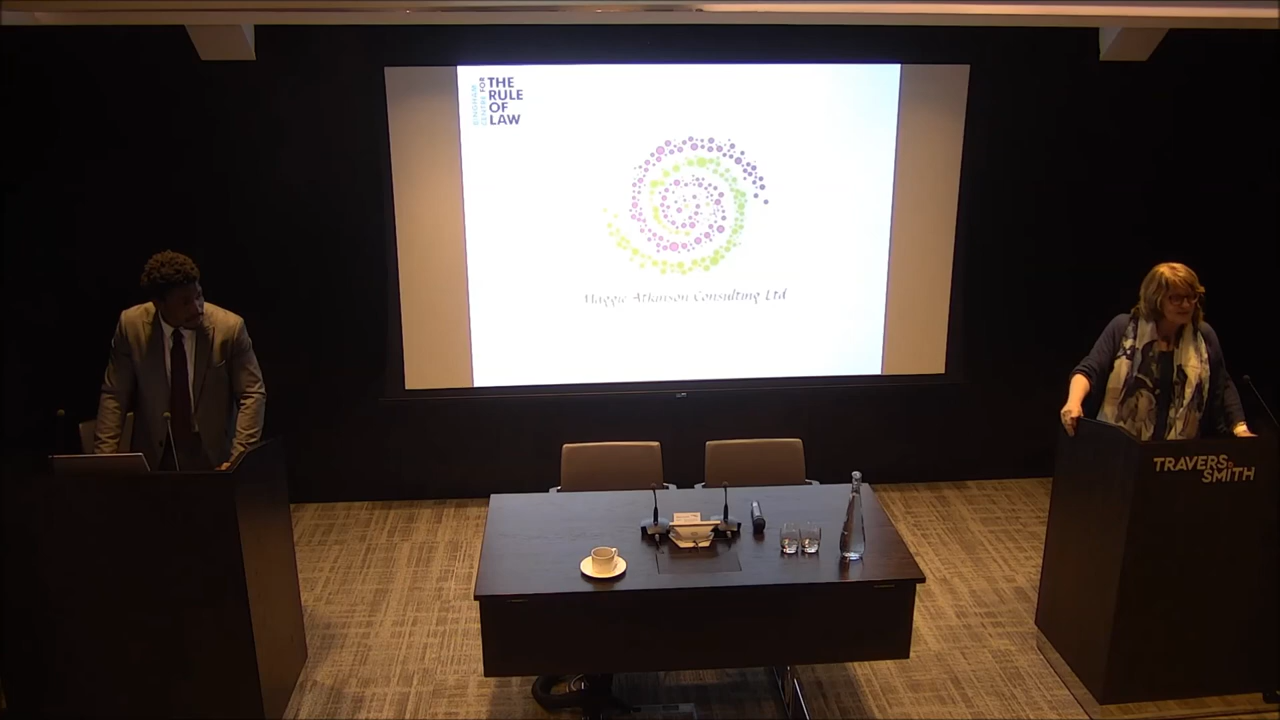 BINGHAM
CENTRE FOR
THE
RULE
OF
LAW
Maggie Atkinson Consulting Ltd
TRAVERS
SMITH